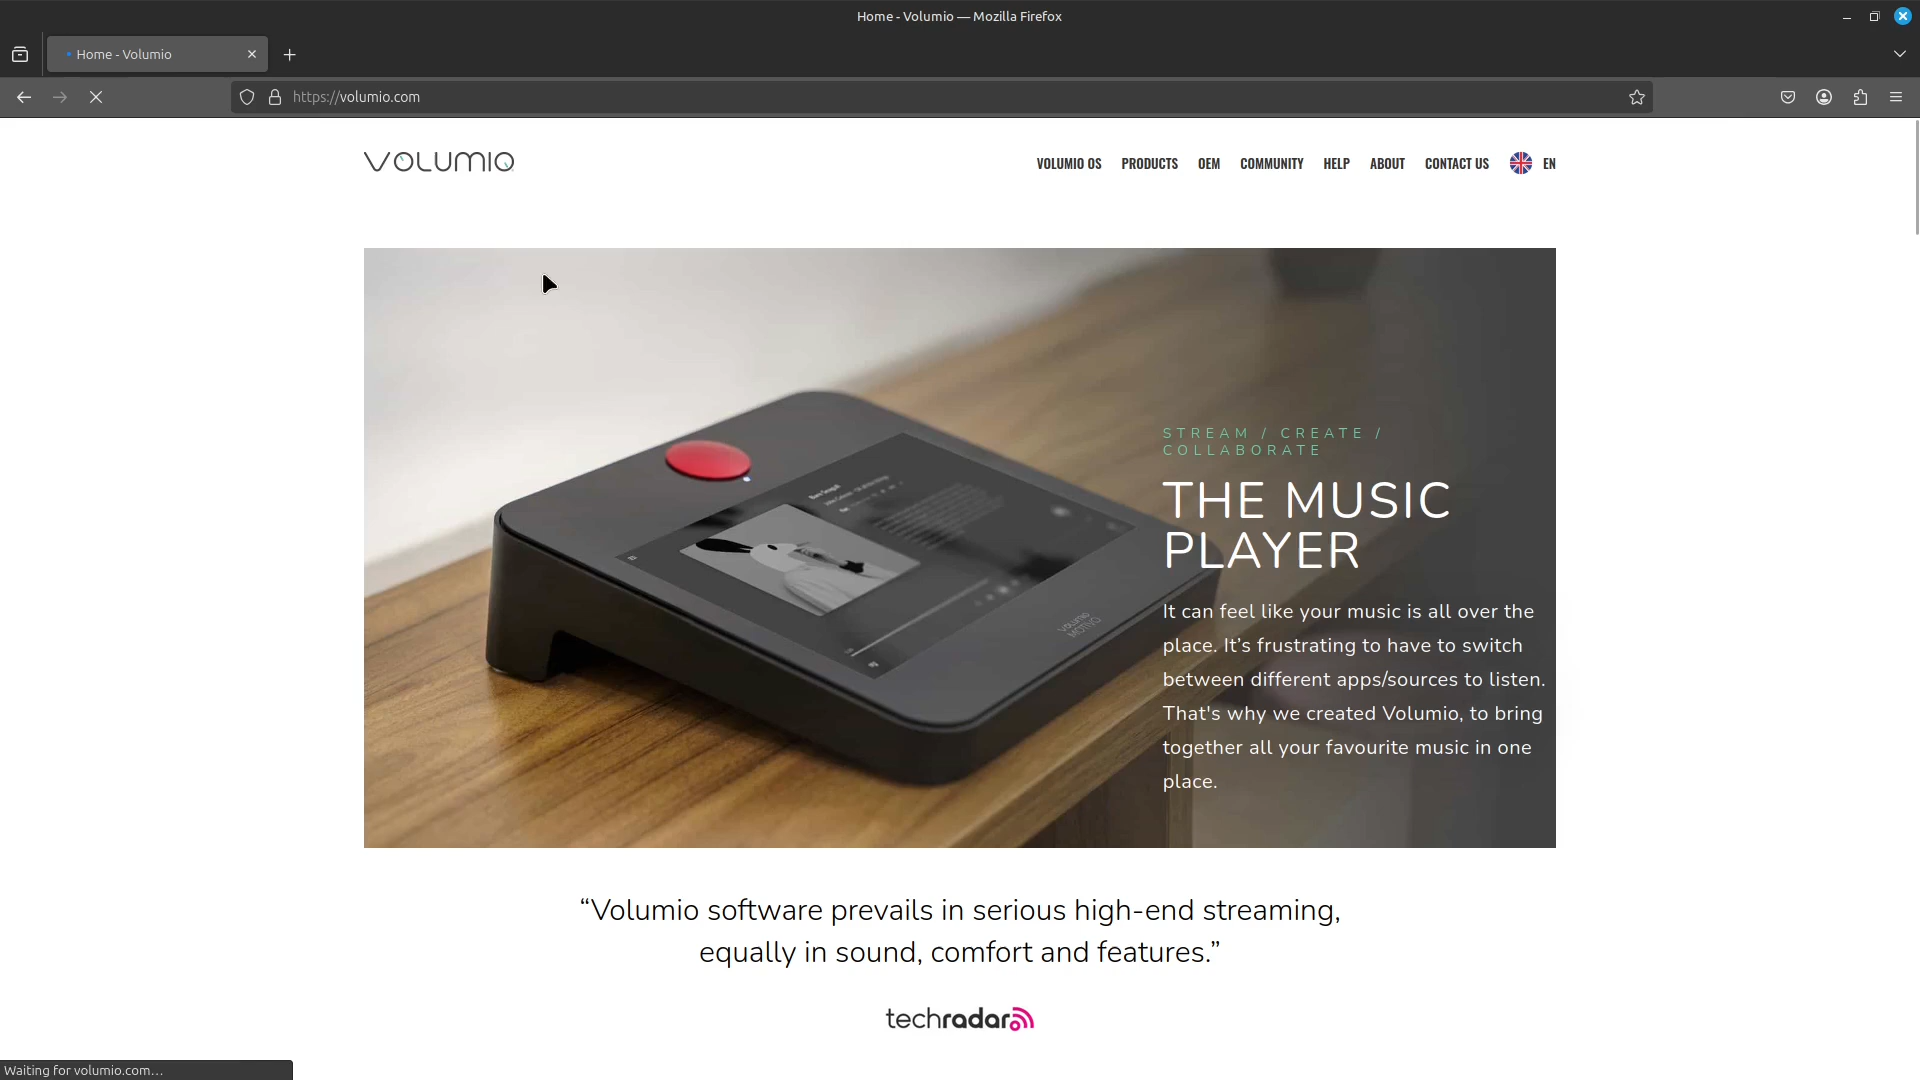 Home - Volumio — Mozilla Firefox
Home - Volumio
https://volumio.com
VOLUMIO
VOLUMIO OS
PRODUCTS
OEM
COMMUNITY
HELP
ABOUT
CONTACT US
EN
STREAM / CREATE /
COLLABORATE
THE MUSIC
PLAYER
It can feel like your music is all over the
place. It’s frustrating to have to switch
between different apps/sources to listen.
That's why we created Volumio, to bring
together all your favourite music in one
place.
VOLUMIO
MOTIVO
“Volumio software prevails in serious high-end streaming,
equally in sound, comfort and features.”
techradar
Waiting for volumio.com…